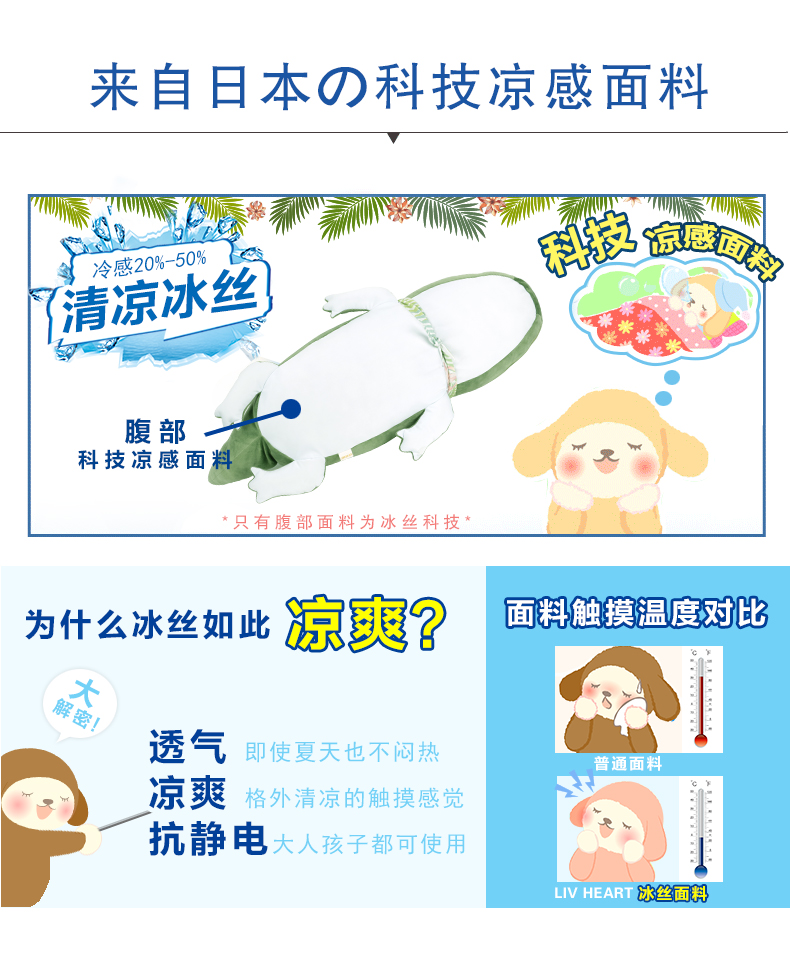 来自日本の科技凉感面料
冷感20%-50%
清凉冰丝
科技 凉感面料
腹部
科技凉感面料
*只有腹部面料为冰丝科技*
为什么冰丝如此 凉爽?
大
解密!
透气 即使夏天也不闷热
凉爽 格外清凉的触摸感觉
抗静电 大人孩子都可使用
面料触摸温度对比
°C °F
普通面料
°C °F
LIV HEART 冰丝面料